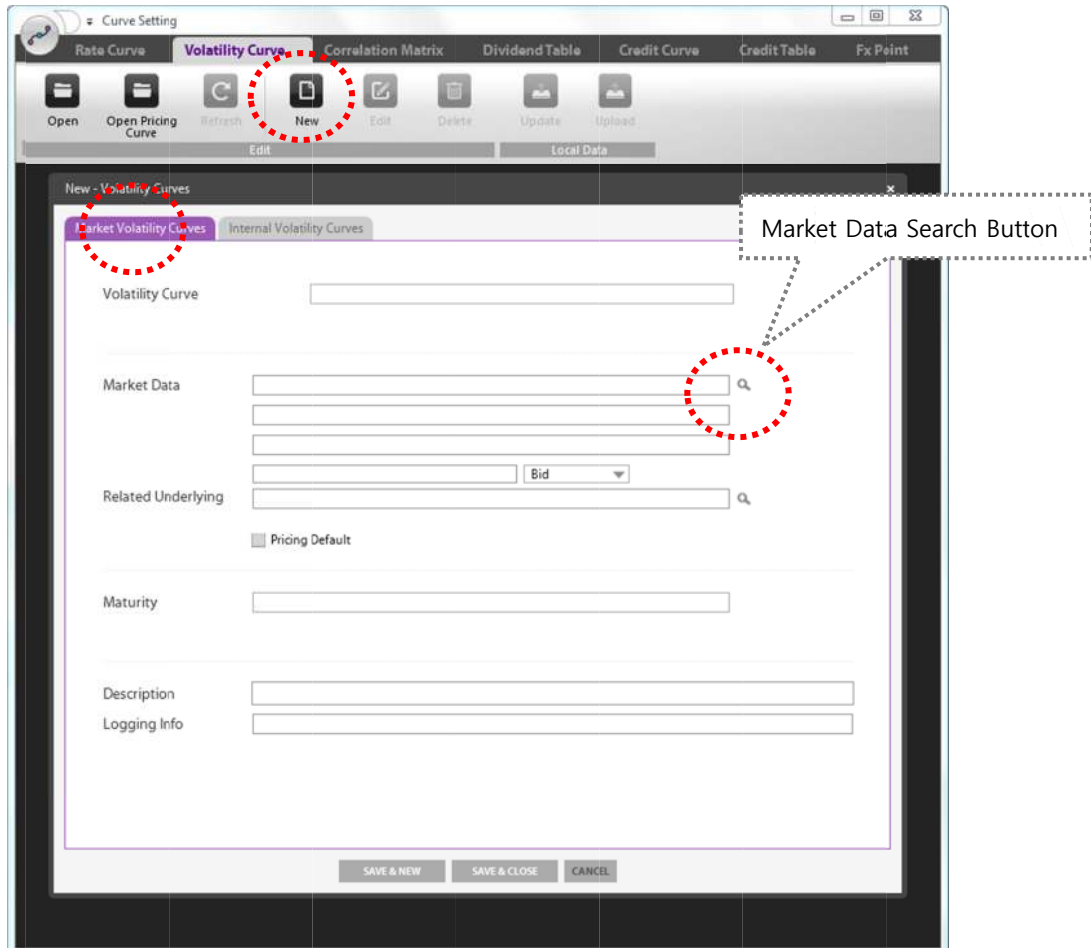 Curve Setting
Rate Curve Volatility Curve Correlation Matrix Dividend Table Credit Curve Credit Table Fx Point
Open Open Pricing Curve Refresh New Edit Delete Update Upload
Edit Local Data
New - Volatility Curves
Market Volatility Curves Internal Volatility Curves
Market Data Search Button
Volatility Curve
Market Data
Bid
Related Underlying
Pricing Default
Maturity
Description
Logging Info
SAVE & NEW SAVE & CLOSE CANCEL